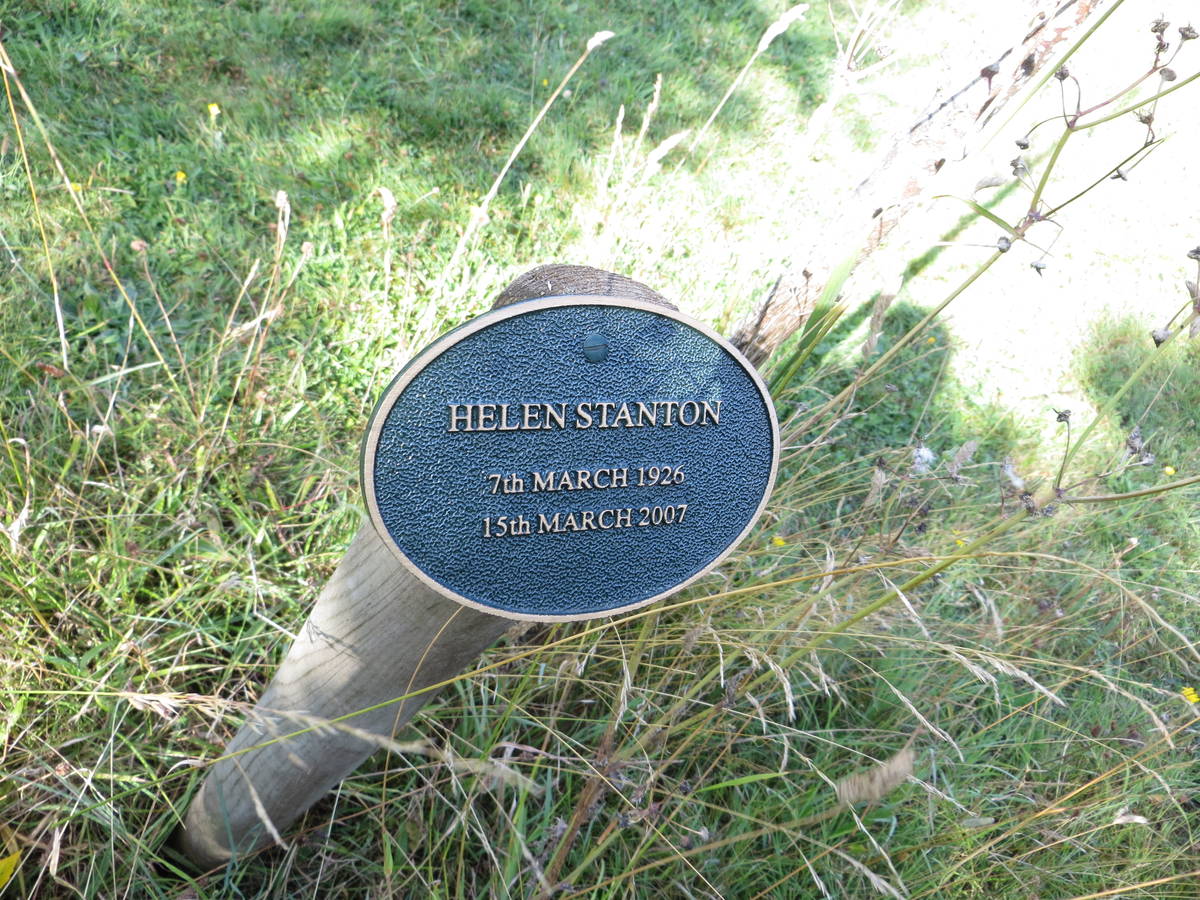 HELEN STANTON
7th MARCH 1926
15th MARCH 2007